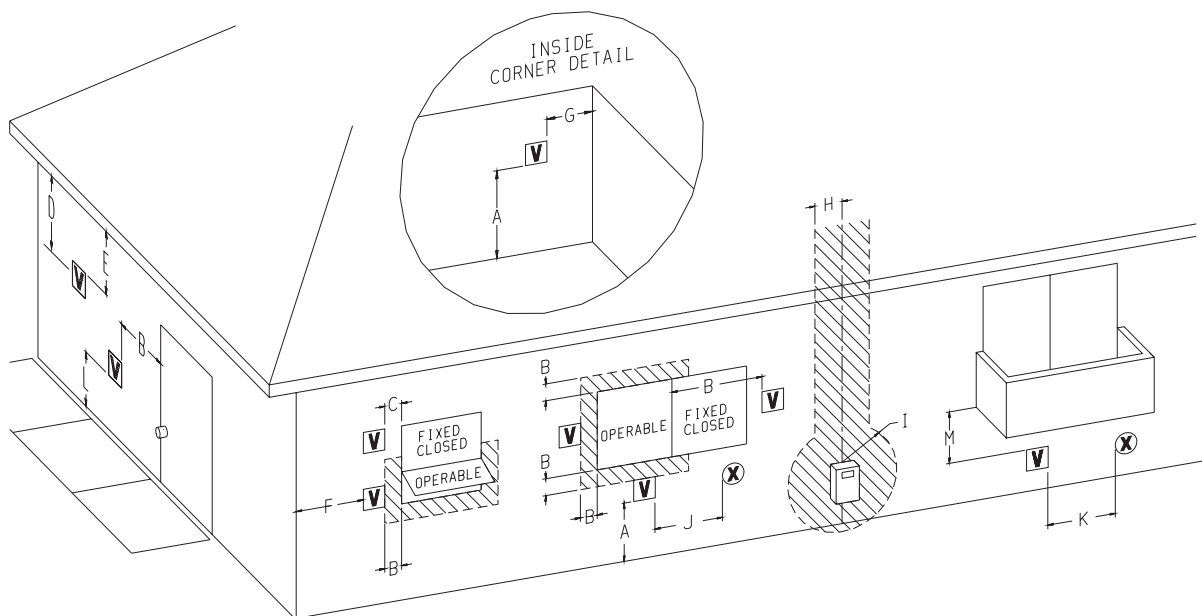 INSIDE
CORNER DETAIL
G
V
A
H
D
E
V
B
V
L
C
V
FIXED
CLOSED
OPERABLE
V
F
B
B
B
OPERABLE
FIXED
CLOSED
V
V
B
B
V
X
A
J
I
M
V
X
K